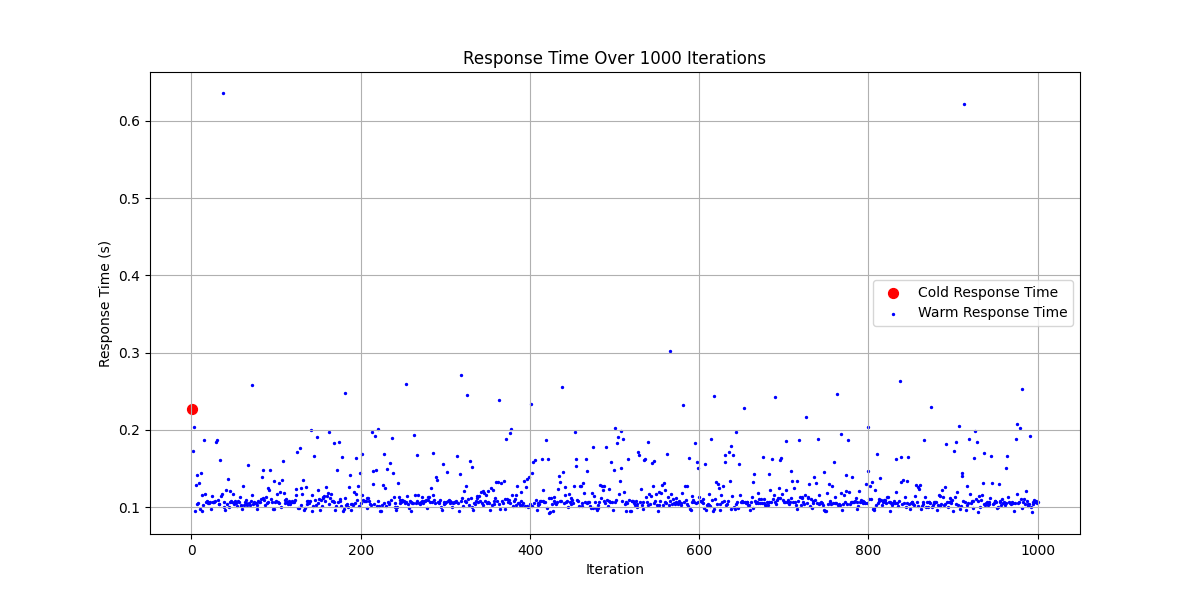 Response Time Over 1000 Iterations
Response Time (s)
0.6
0.5
0.4
0.3
0.2
0.1
Cold Response Time
Warm Response Time
0
200
400
600
800
1000
Iteration